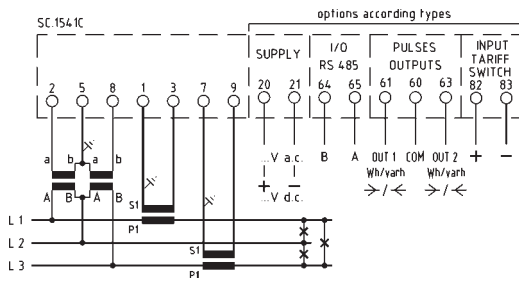 options according types
SC.1541C
SUPPLY
I/O
RS 485
PULSES
OUTPUTS
INPUT
TARIFF
SWITCH
2 5 8 1 3 7 9 20 21 64 65 61 60 63 82 83
a b a b
A B A B
...V a.c.
+ −
...V d.c.
B A
OUT 1 COM OUT 2
Wh/varh Wh/varh
+ −
S1
P1
S1
P1
L 1
L 2
L 3